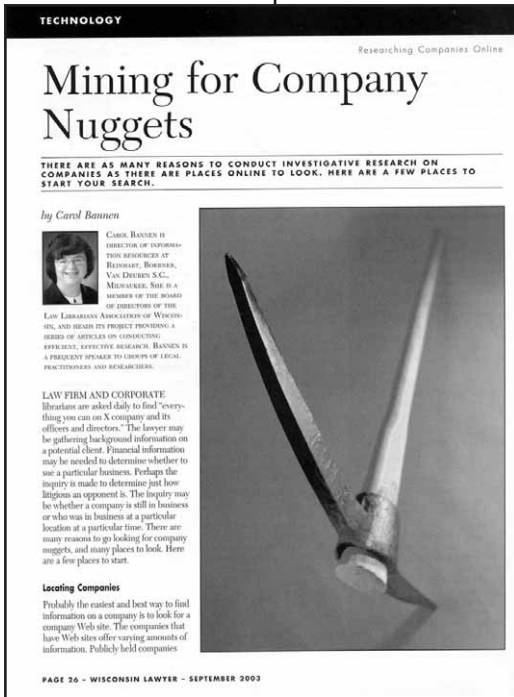 TECHNOLOGY
Researching Companies Online
Mining for Company
Nuggets
THERE ARE AS MANY REASONS TO CONDUCT INVESTIGATIVE RESEARCH ON
COMPANIES AS THERE ARE PLACES ONLINE TO LOOK. HERE ARE A FEW PLACES TO
START YOUR SEARCH.
by Carol Bannen
CAROL BANNEN IS
DIRECTOR OF INFORMA-
TION RESOURCES AT
REINHART, BOERNER,
VAN DEUREN S.C.,
MILWAUKEE. SHE IS A
MEMBER OF THE BOARD
OF DIRECTORS OF THE
LAW LIBRARIANS ASSOCIATION OF WISCON-
SIN, AND HEADS ITS PROJECT PROVIDING A
SERIES OF ARTICLES ON CONDUCTING
EFFICIENT, EFFECTIVE RESEARCH. BANNEN IS
A FREQUENT SPEAKER TO GROUPS OF LEGAL
PRACTITIONERS AND RESEARCHERS.
LAW FIRM AND CORPORATE
librarians are asked daily to find "every-
thing you can on X company and its
officers and directors." The lawyer may
be gathering background information on
a potential client. Financial information
may be needed to determine whether to
sue a particular business. Perhaps the
inquiry is made to determine just how
litigious an opponent is. The inquiry may
be whether a company is still in business
or who was in business at a particular
location at a particular time. There are
many reasons to go looking for company
nuggets, and many places to look. Here
are a few places to start.
Locating Companies
Probably the easiest and best way to find
information on a company is to look for a
company Web site. The companies that
have Web sites offer varying amounts of
information. Publicly held companies
PAGE 26 - WISCONSIN LAWYER - SEPTEMBER 2003